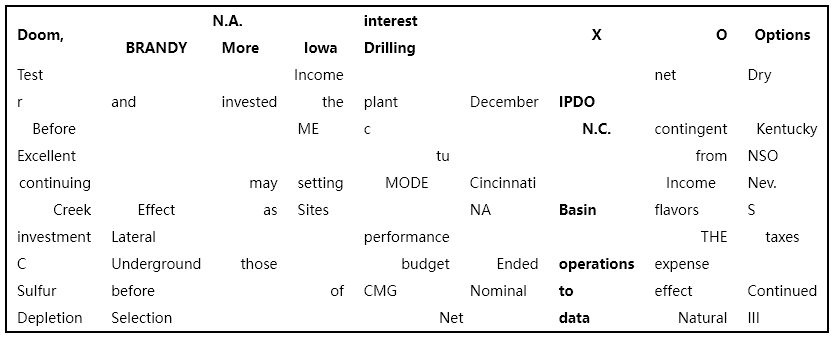 N.A. interest
Doom, X O Options
BRANDY More Iowa Drilling
Test Income net Dry
r and invested the plant December IPDO
Before ME c N.C. contingent Kentucky
Excellent tu from NSO
continuing may setting MODE Cincinnati Income Nev.
Creek Effect as Sites NA Basin flavors S
investment Lateral performance THE taxes
C Underground those budget Ended operations expense
Sulfur before of CMG Nominal to effect Continued
Depletion Selection Net data Natural III